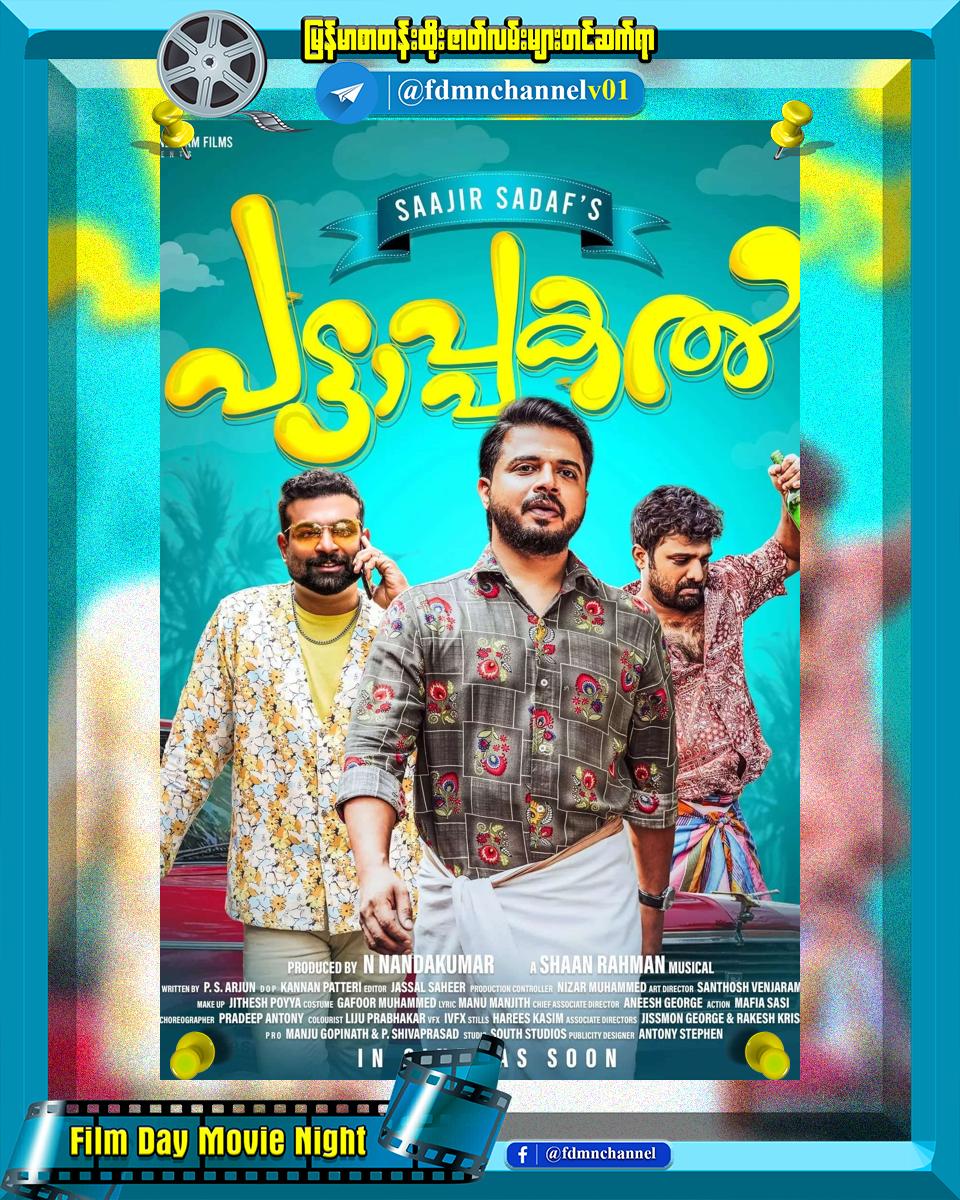 မြန်မာစာတန်းထိုးဇာတ်လမ်းများတင်ဆက်ရာ
@fdmnchannelv01
AM FILMS
ENTS
SAAJIR SADAF'S
പട്ടാപ്പകൽ
PRODUCED BY N NANDAKUMAR A SHAAN RAHMAN MUSICAL
WRITTEN BY P. S. ARJUN DOP KANNAN PATTERI EDITOR JASSAL SAHEER PRODUCTION CONTROLLER NIZAR MUHAMMED ART DIRECTOR SANTHOSH VENJARAM
MAKE UP JITHESH POYYA COSTUME GAFOOR MUHAMMED LYRIC MANU MANJITH CHIEF ASSOCIATE DIRECTOR ANEESH GEORGE ACTION MAFIA SASI
CHOREOGRAPHER PRADEEP ANTONY COLOURIST LIJU PRABHAKAR VFX IVFX STILLS HAREES KASIM ASSOCIATE DIRECTORS JISSMON GEORGE & RAKESH KRIS
PRO MANJU GOPINATH & P. SHIVAPRASAD SOUTH STUDIOS PUBLICITY DESIGNER ANTONY STEPHEN
IN AS SOON
Film Day Movie Night
@fdmnchannel